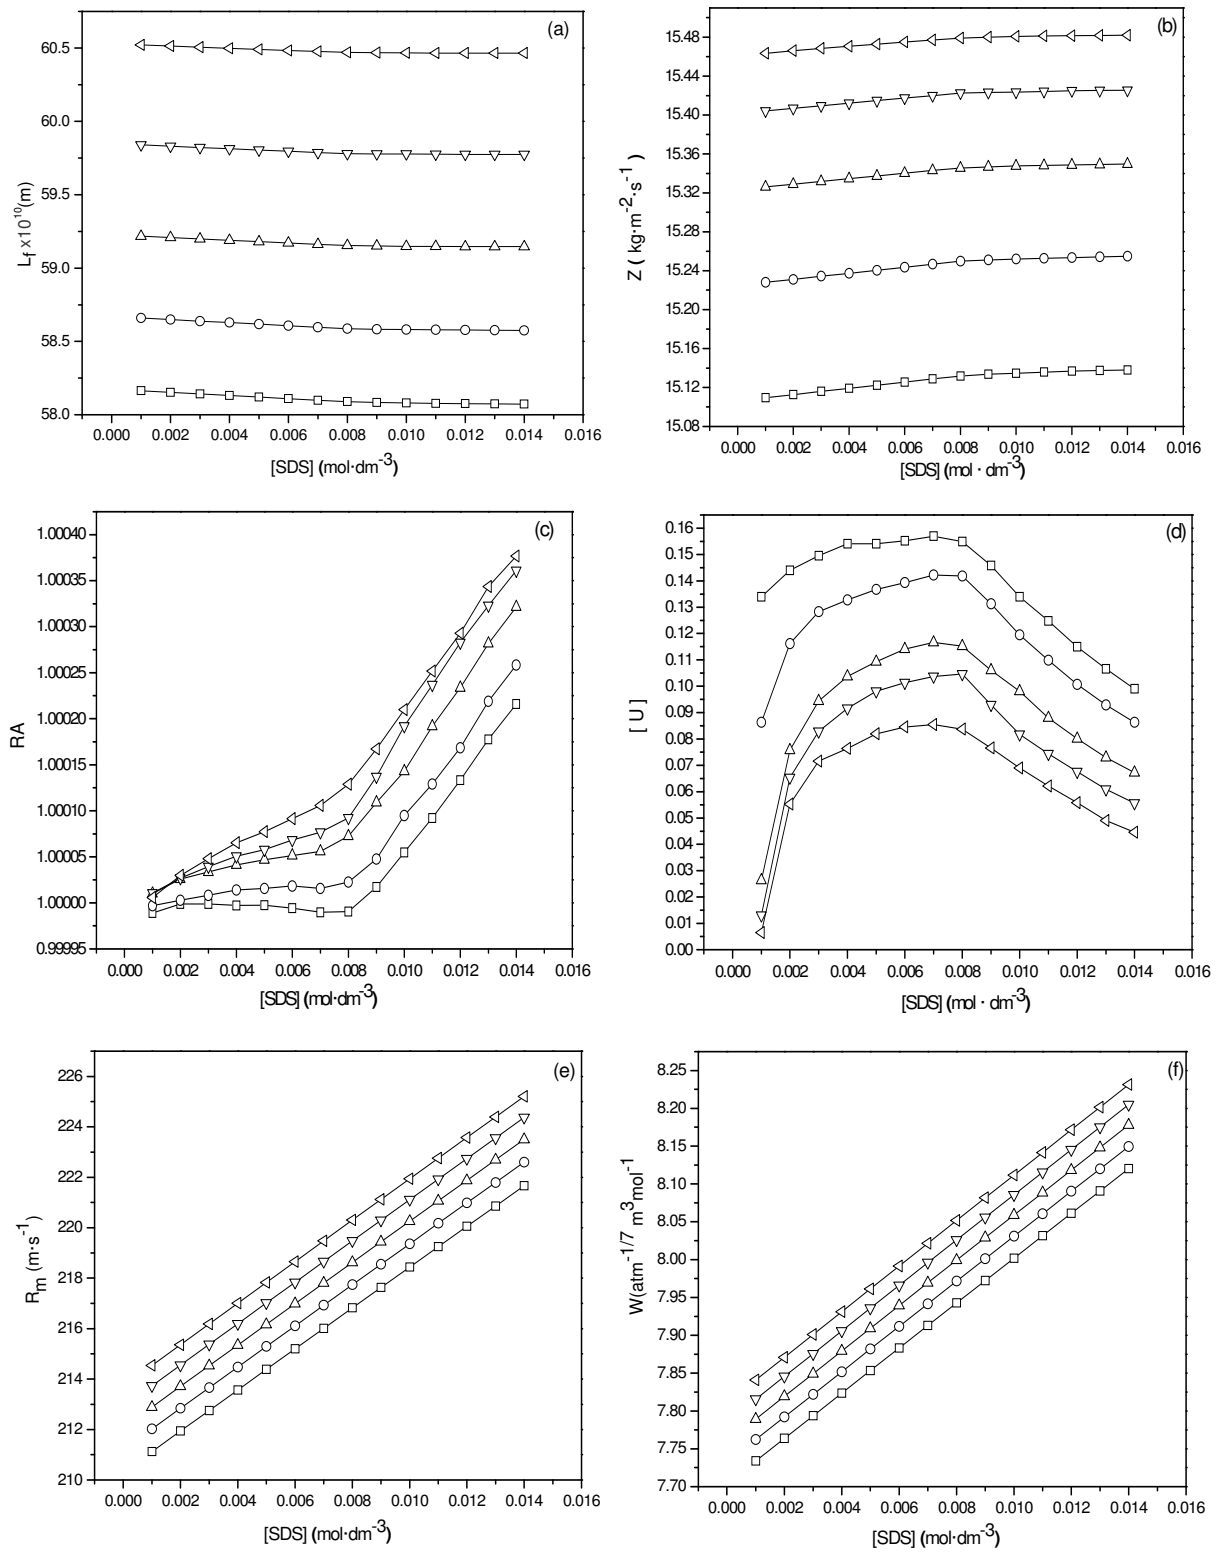 (a)
60.5
60.0
59.5
59.0
58.5
58.0
L_f x10^10(m)
0.000 0.002 0.004 0.006 0.008 0.010 0.012 0.014 0.016
[SDS] (mol·dm^-3)
(b)
15.48
15.44
15.40
15.36
15.32
15.28
15.24
15.20
15.16
15.12
15.08
Z ( kg·m^-2·s^-1)
0.000 0.002 0.004 0.006 0.008 0.010 0.012 0.014 0.016
[SDS] (mol · dm^-3)
(c)
1.00040
1.00035
1.00030
1.00025
1.00020
1.00015
1.00010
1.00005
1.00000
0.99995
RA
0.000 0.002 0.004 0.006 0.008 0.010 0.012 0.014 0.016
[SDS] (mol·dm^-3)
(d)
0.16
0.15
0.14
0.13
0.12
0.11
0.10
0.09
0.08
0.07
0.06
0.05
0.04
0.03
0.02
0.01
0.00
[ U ]
0.000 0.002 0.004 0.006 0.008 0.010 0.012 0.014 0.016
[SDS] (mol · dm^-3)
(e)
226
224
222
220
218
216
214
212
210
R_m (m·s^-1)
0.000 0.002 0.004 0.006 0.008 0.010 0.012 0.014 0.016
[SDS] (mol·dm^-3)
(f)
8.25
8.20
8.15
8.10
8.05
8.00
7.95
7.90
7.85
7.80
7.75
7.70
W(atm^-1/7 m^3mol^-1
0.000 0.002 0.004 0.006 0.008 0.010 0.012 0.014 0.016
[SDS] (mol·dm^-3)